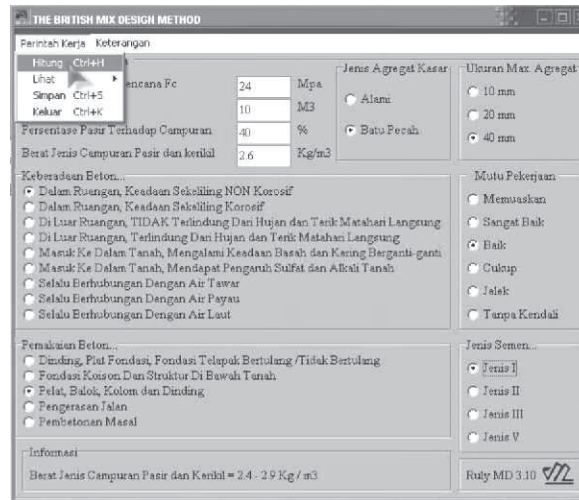 THE BRITISH MIX DESIGN METHOD
Perintah Kerja Keterangan
Hitung Ctrl+H
Lihat
Simpan Ctrl+S
Keluar Ctrl+K
encana Fc 24 Mpa
10 M3
Persentase Pasir Terhadap Campuran 40 %
Berat Jenis Campuran Pasir dan kerikil 2.6 Kg/m3
Jenis Agregat Kasar
Alami
Batu Pecah
Ukuran Max. Agregat
10 mm
20 mm
40 mm
Keberadaan Beton...
Dalam Ruangan, Keadaan Sekeliling NON Korosif
Dalam Ruangan, Keadaan Sekeliling Korosif
Di Luar Ruangan, TIDAK Terlindung Dari Hujan dan Terik Matahari Langsung
Di Luar Ruangan, Terlindung Dari Hujan dan Terik Matahari Langsung
Masuk Ke Dalam Tanah, Mengalami Keadaan Basah dan Kering Berganti-ganti
Masuk Ke Dalam Tanah, Mendapat Pengaruh Sulfat dan Alkali Tanah
Selalu Berhubungan Dengan Air Tawar
Selalu Berhubungan Dengan Air Payau
Selalu Berhubungan Dengan Air Laut
Mutu Pekerjaan
Memuaskan
Sangat Baik
Baik
Cukup
Jelek
Tanpa Kendali
Pemakaian Beton...
Dinding, Plat Fondasi, Fondasi Telapak Bertulang /Tidak Bertulang
Fondasi Koison Dan Struktur Di Bawah Tanah
Pelat, Balok, Kolom dan Dinding
Pengerasan Jalan
Pembetonan Masal
Jenis Semen...
Jenis I
Jenis II
Jenis III
Jenis V
Informasi
Berat Jenis Campuran Pasir dan Kerikil = 2.4 - 2.9 Kg / m3
Ruly MD 3.10